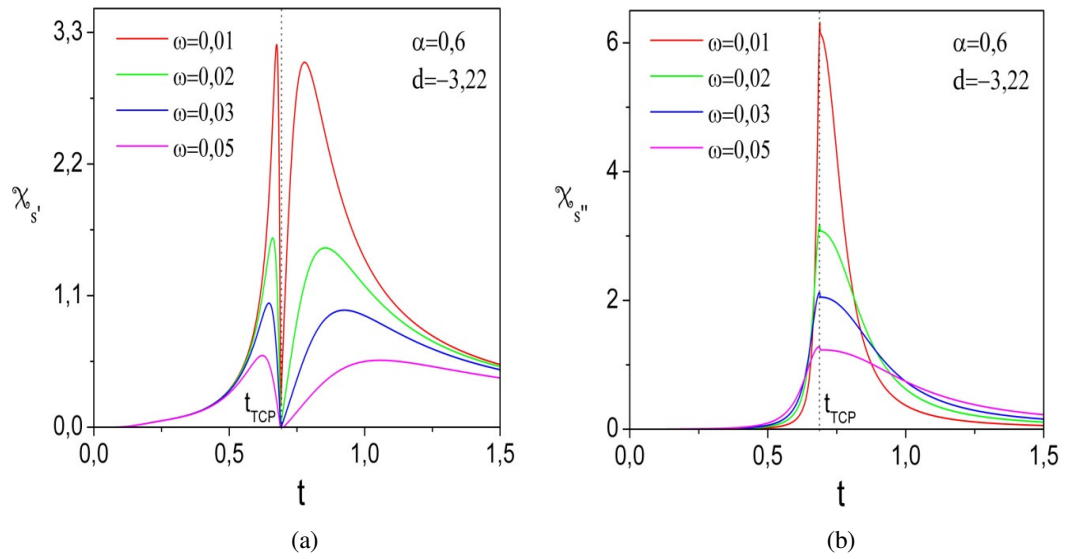 3,3
2,2
1,1
0,0
χs'
ω=0,01
ω=0,02
ω=0,03
ω=0,05
α=0,6
d=−3,22
tTCP
0,0 0,5 1,0 1,5
t
(a)
6
4
2
0
χs"
ω=0,01
ω=0,02
ω=0,03
ω=0,05
α=0,6
d=−3,22
tTCP
0,0 0,5 1,0 1,5
t
(b)